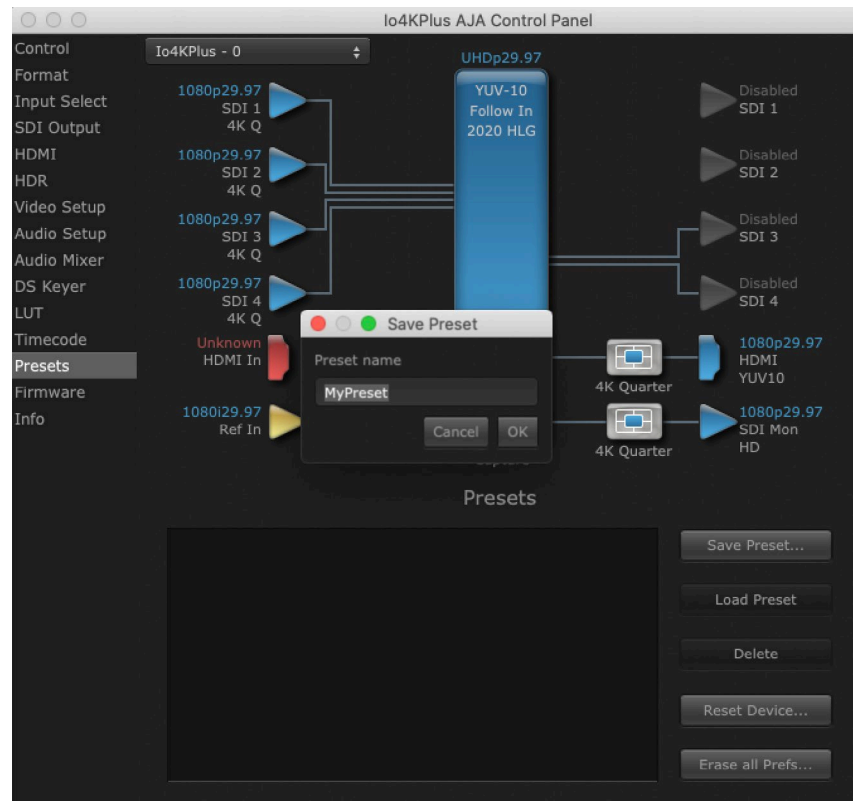 Io4KPlus AJA Control Panel
Control
Format
Input Select
SDI Output
HDMI
HDR
Video Setup
Audio Setup
Audio Mixer
DS Keyer
LUT
Timecode
Presets
Firmware
Info
Io4KPlus - 0
1080p29.97
SDI 1
4K Q
1080p29.97
SDI 2
4K Q
1080p29.97
SDI 3
4K Q
1080p29.97
SDI 4
4K Q
Unknown
HDMI In
1080i29.97
Ref In
UHDp29.97
YUV-10
Follow In
2020 HLG
Disabled
SDI 1
Disabled
SDI 2
Disabled
SDI 3
Disabled
SDI 4
4K Quarter
1080p29.97
HDMI
YUV10
4K Quarter
1080p29.97
SDI Mon
HD
Save Preset
Preset name
MyPreset
Cancel
OK
Presets
Save Preset...
Load Preset
Delete
Reset Device...
Erase all Prefs...